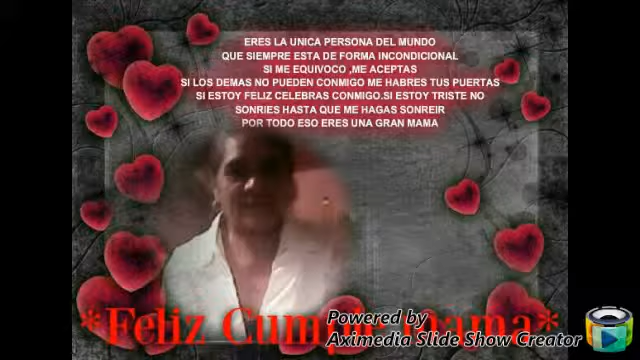 ERES LA UNICA PERSONA DEL MUNDO
QUE SIEMPRE ESTA DE FORMA INCONDICIONAL
SI ME EQUIVOCO ,ME ACEPTAS
SI LOS DEMAS NO PUEDEN CONMIGO ME HABRES TUS PUERTAS
SI ESTOY FELIZ CELEBRAS CONMIGO.SI ESTOY TRISTE NO
SONRIES HASTA QUE ME HAGAS SONREIR
POR TODO ESO ERES UNA GRAN MAMA
*Feliz Cumple mama*
Powered by
Aximedia Slide Show Creator